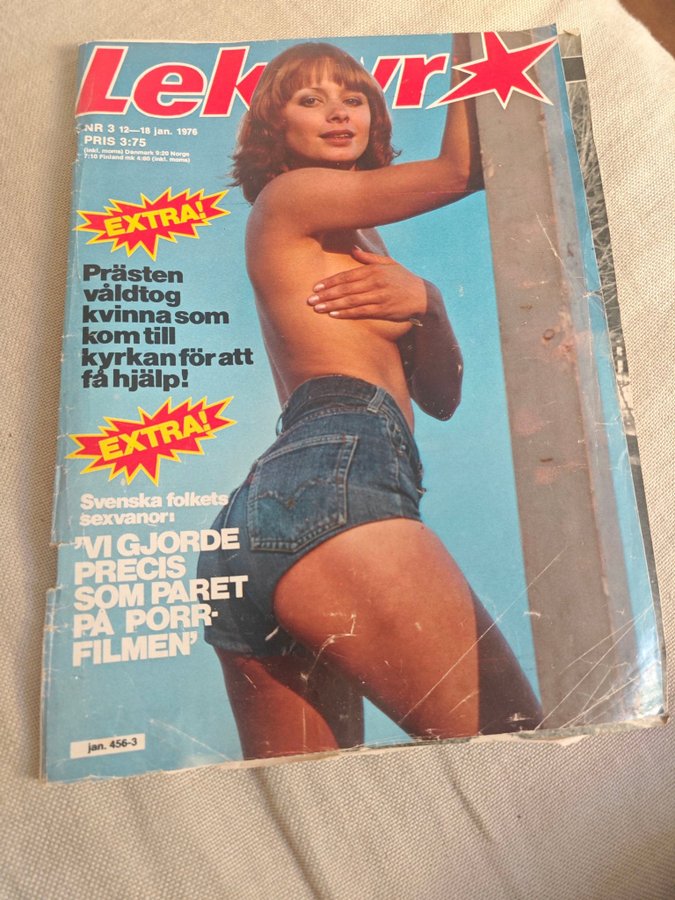 Lektyr
NR 3 12—18 jan. 1976
PRIS 3:75
(inkl. moms) Danmark 9:20 Norge
7:10 Finland mk 4:60 (inkl. moms)
EXTRA!
Prästen
våldtog
kvinna som
kom till
kyrkan för att
få hjälp!
EXTRA!
Svenska folkets
sexvanor:
'VI GJORDE
PRECIS
SOM PARET
PÅ PORR-
FILMEN'
jan. 456-3